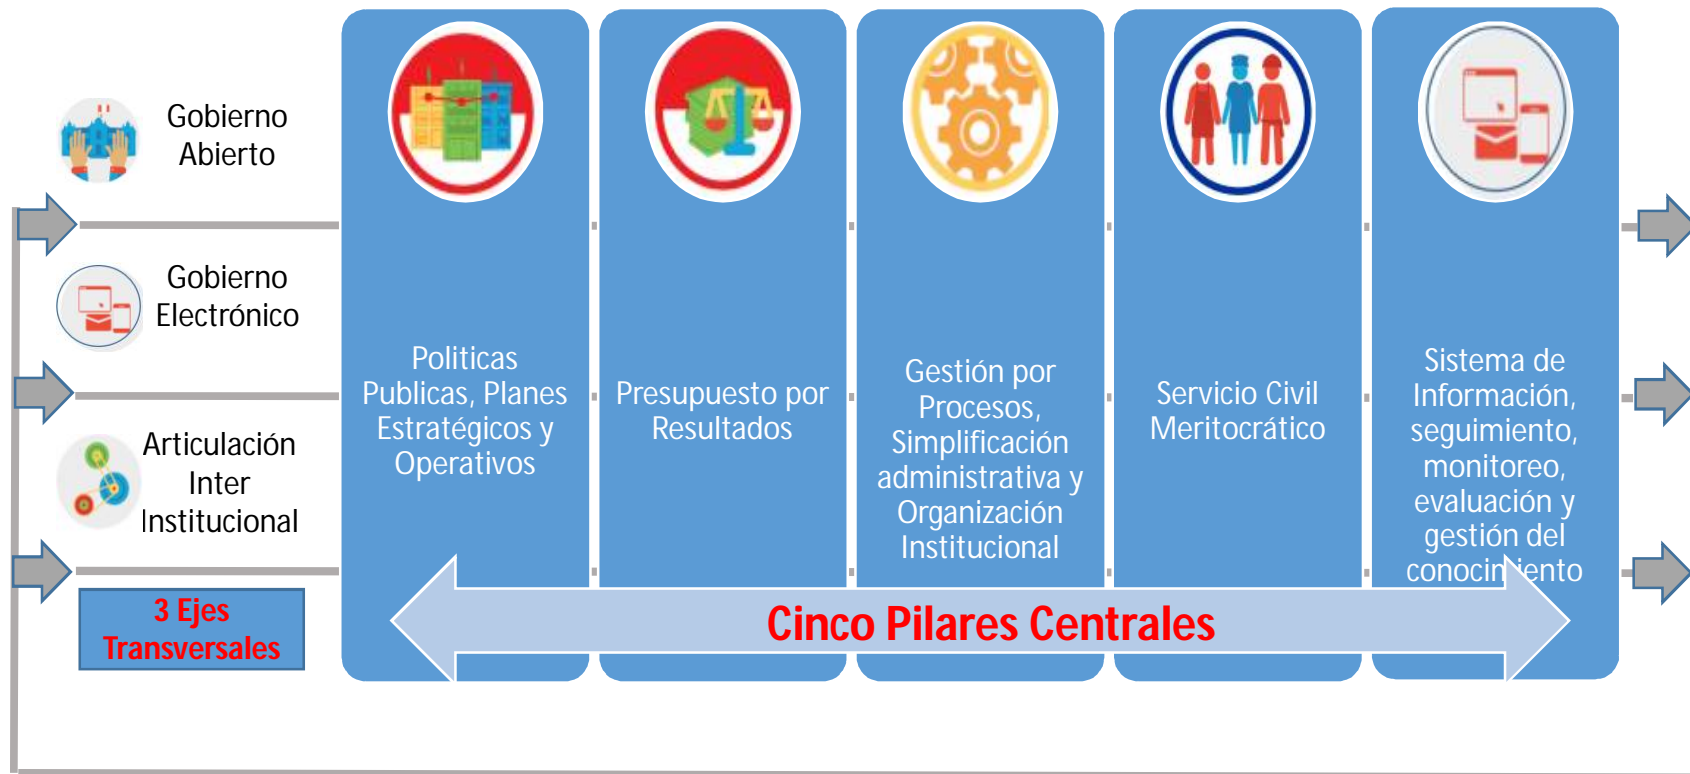 Gobierno
Abierto
Gobierno
Electrónico
Articulación
Inter
Institucional
3 Ejes
Transversales
Politicas
Publicas, Planes
Estratégicos y
Operativos
Presupuesto por
Resultados
Gestión por
Procesos,
Simplificación
administrativa y
Organización
Institucional
Servicio Civil
Meritocrático
Sistema de
Información,
seguimiento,
monitoreo,
evaluación y
gestión del
conocimiento
Cinco Pilares Centrales